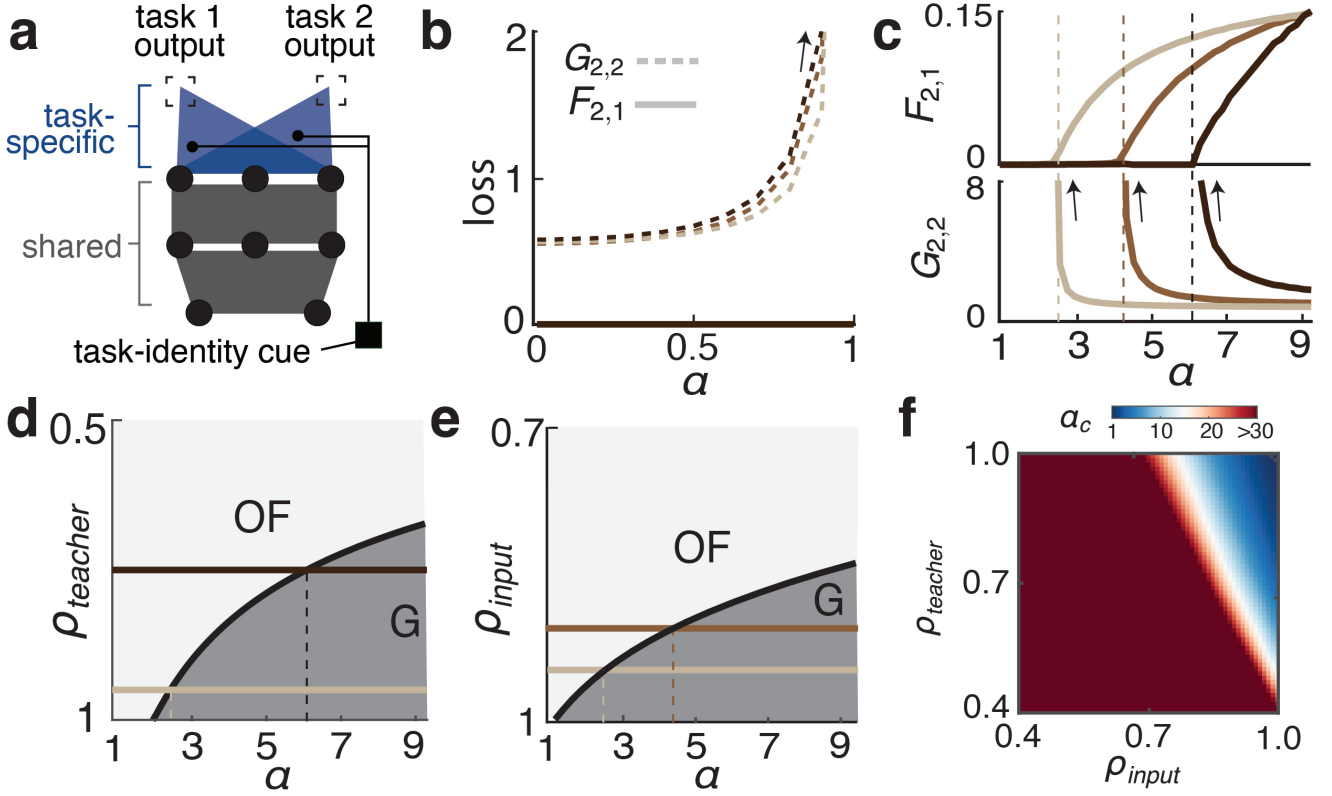 a
task 1
output
task 2
output
task-
specific
shared
task-identity cue
b
2
1
0
loss
G2,2
F2,1
0
0.5
1
α
c
0.15
0
F2,1
8
0
G2,2
1
3
5
7
9
α
d
0.5
1
ρteacher
OF
G
1
3
5
7
9
α
e
0.7
1
ρinput
OF
G
1
3
5
7
9
α
f
αc
1
10
20
>30
1.0
0.7
0.4
ρteacher
0.4
0.7
1.0
ρinput